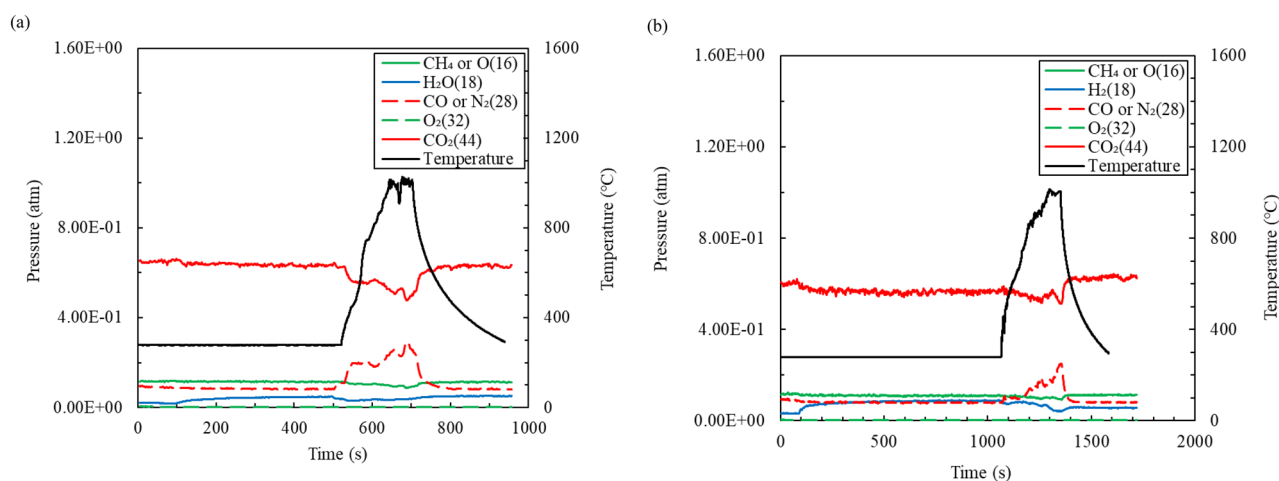 (a)
1.60E+00
1.20E+00
8.00E-01
4.00E-01
0.00E+00
Pressure (atm)
CH₄ or O(16)
H₂O(18)
CO or N₂(28)
O₂(32)
CO₂(44)
Temperature
1600
1200
800
400
0
Temperature (°C)
0 200 400 600 800 1000
Time (s)
(b)
1.60E+00
1.20E+00
8.00E-01
4.00E-01
0.00E+00
Pressure (atm)
CH₄ or O(16)
H₂(18)
CO or N₂(28)
O₂(32)
CO₂(44)
Temperature
1600
1200
800
400
0
Temperature (°C)
0 500 1000 1500 2000
Time (s)